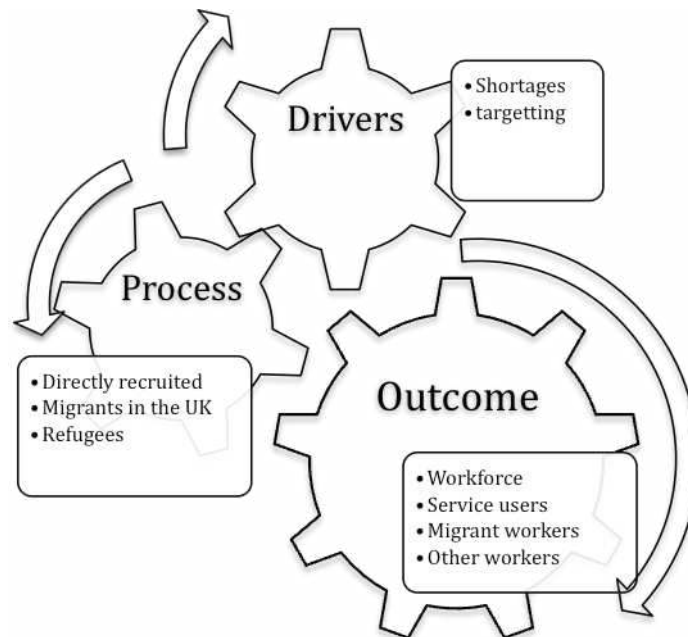 Drivers
• Shortages
• targetting
Process
• Directly recruited
• Migrants in the UK
• Refugees
Outcome
• Workforce
• Service users
• Migrant workers
• Other workers